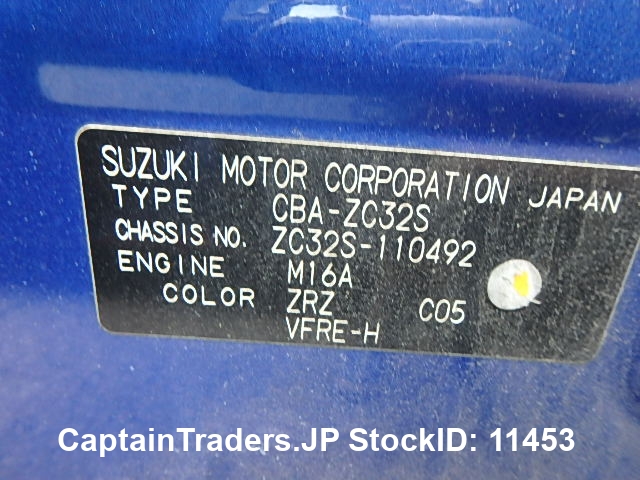 SUZUKI MOTOR CORPORATION JAPAN
TYPE CBA-ZC32S
CHASSIS NO. ZC32S-110492
ENGINE M16A
COLOR ZRZ C05
VFRE-H
CaptainTraders.JP StockID: 11453